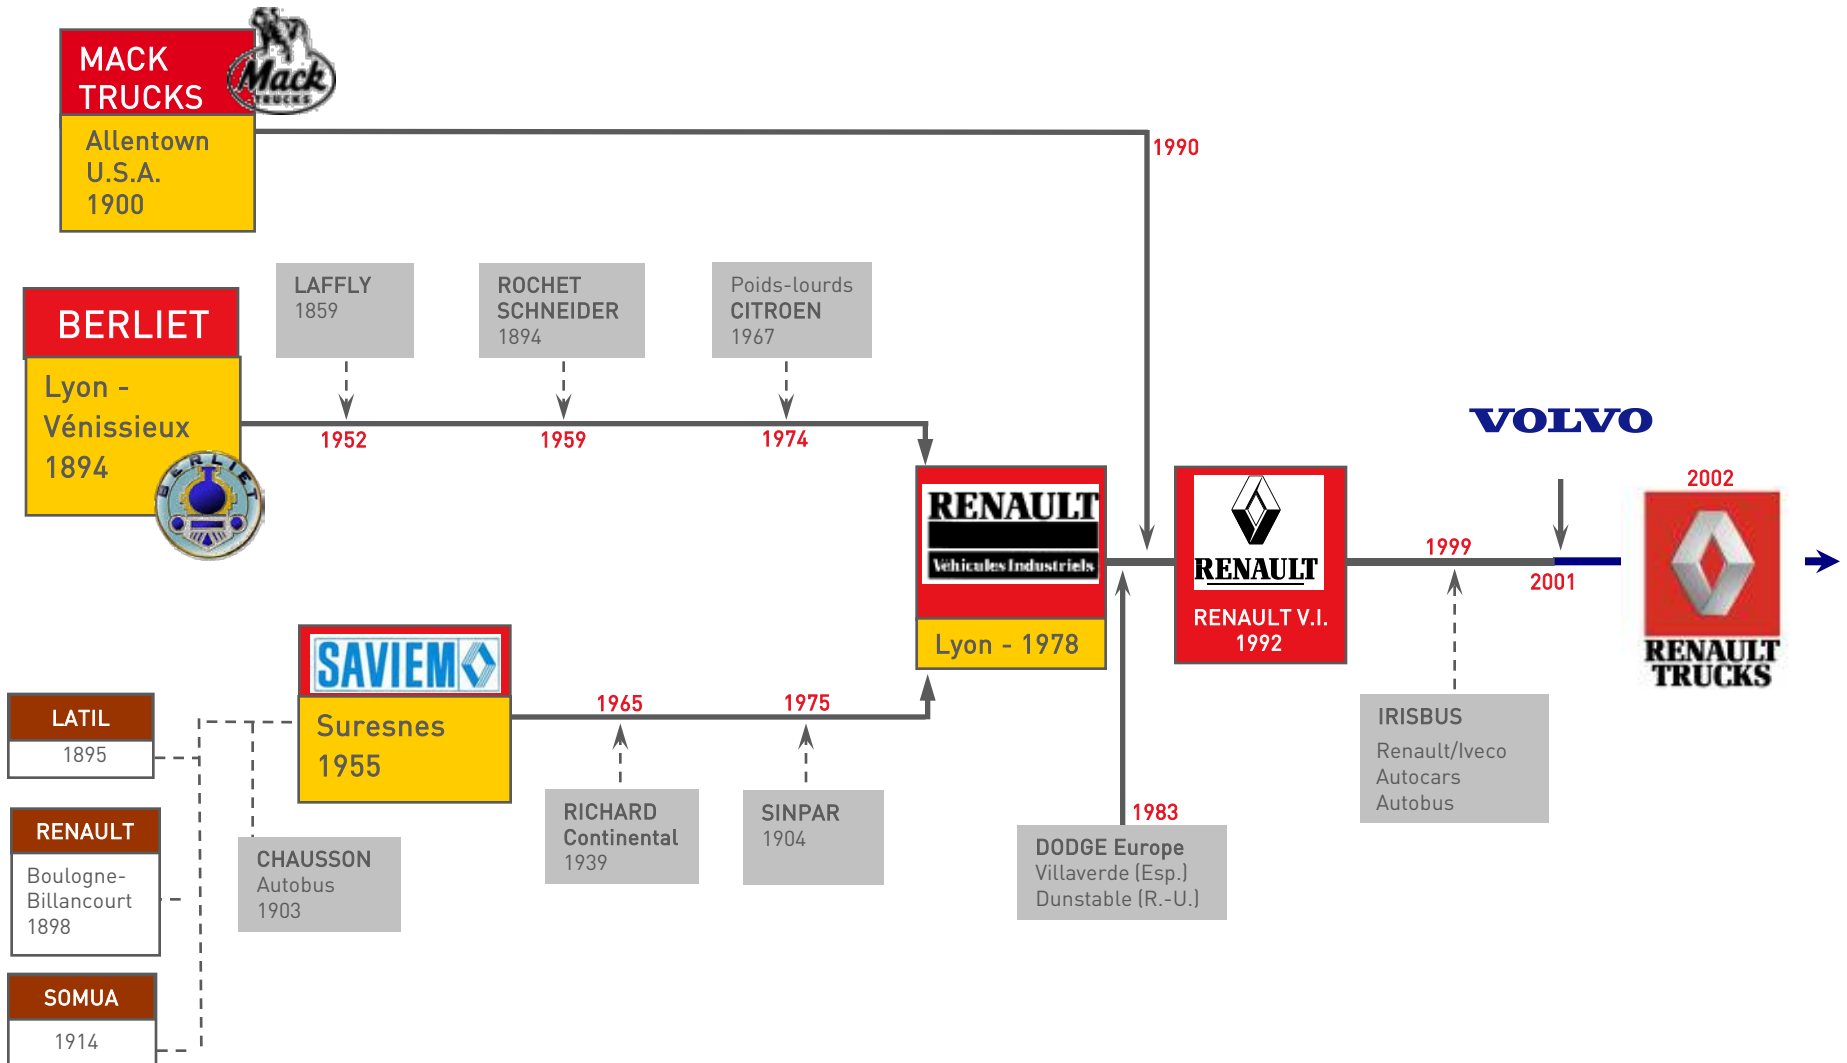 MACK
TRUCKS
Mack
TRUCKS
Allentown
U.S.A.
1900
1990
BERLIET
Lyon -
Vénissieux
1894
BERLIET
LAFFLY
1859
1952
ROCHET
SCHNEIDER
1894
1959
Poids-lourds
CITROEN
1967
1974
RENAULT
Véhicules Industriels
Lyon - 1978
RENAULT
RENAULT V.I.
1992
VOLVO
1999
2001
2002
RENAULT
TRUCKS
SAVIEM
Suresnes
1955
1965
1975
LATIL
1895
RENAULT
Boulogne-
Billancourt
1898
SOMUA
1914
CHAUSSON
Autobus
1903
RICHARD
Continental
1939
SINPAR
1904
1983
DODGE Europe
Villaverde (Esp.)
Dunstable (R.-U.)
IRISBUS
Renault/Iveco
Autocars
Autobus